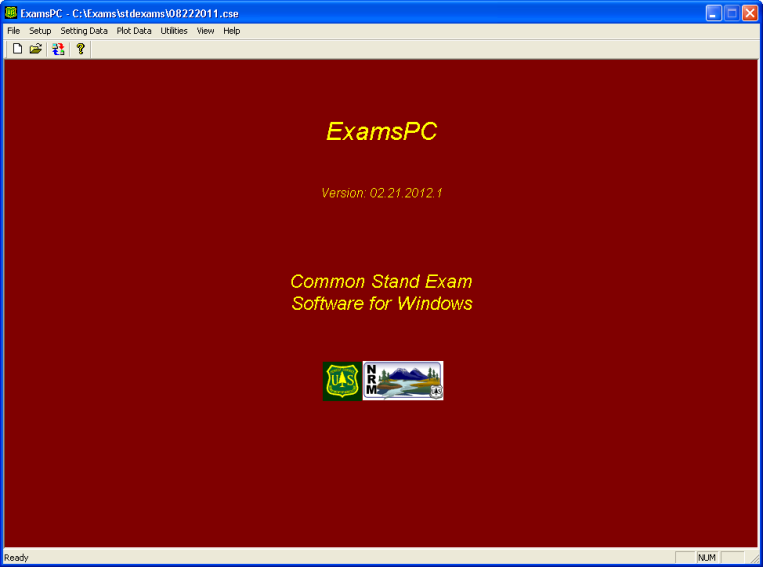 ExamsPC - C:\Exams\stdexams\08222011.cse
File Setup Setting Data Plot Data Utilities View Help
ExamsPC
Version: 02.21.2012.1
Common Stand Exam
Software for Windows
U S
NRM
Ready
NUM